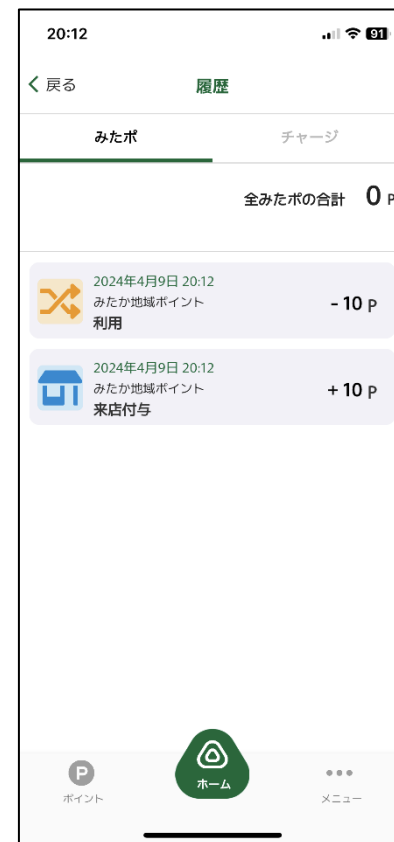 20:12 91
戻る 履歴
みたポ チャージ
全みたポの合計 0 P
2024年4月9日 20:12
みたか地域ポイント
利用
- 10 P
2024年4月9日 20:12
みたか地域ポイント
来店付与
+ 10 P
P
ポイント
ホーム
メニュー